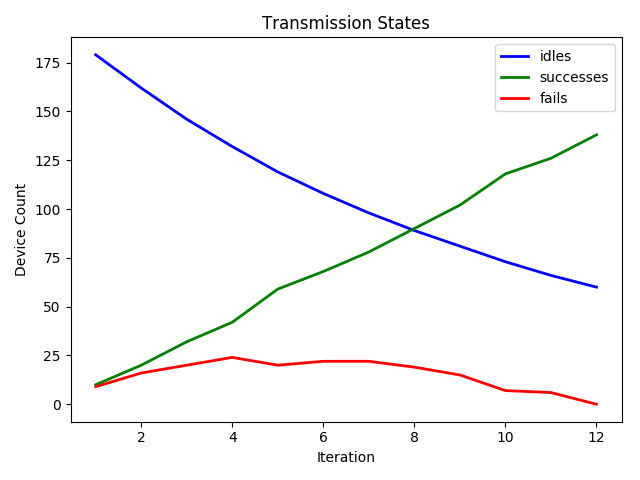 Transmission States
idles
successes
fails
Device Count
175
150
125
100
75
50
25
0
2 4 6 8 10 12
Iteration